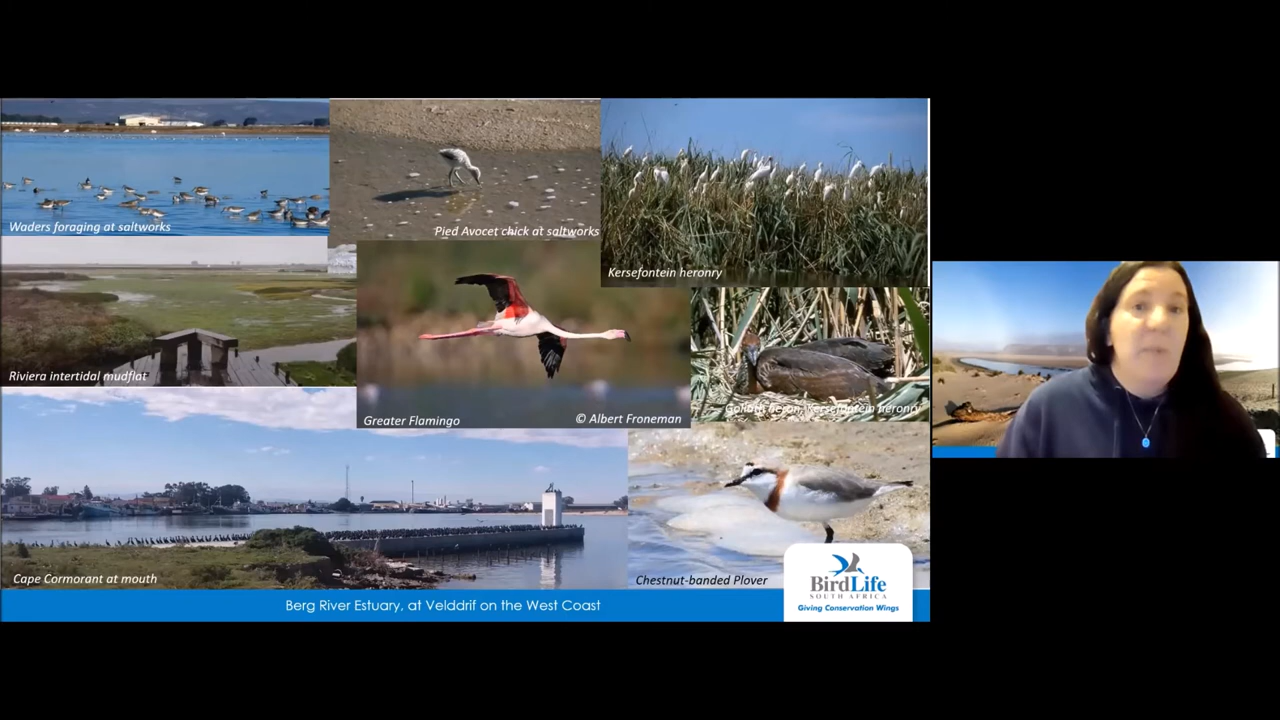 Waders foraging at saltworks
Pied Avocet chick at saltworks
Kersefontein heronry
Riviera intertidal mudflat
Greater Flamingo
© Albert Froneman
Goliath heron, Kersefontein heronry
Cape Cormorant at mouth
Chestnut-banded Plover
Berg River Estuary, at Velddrif on the West Coast
BirdLife
SOUTH AFRICA
Giving Conservation Wings